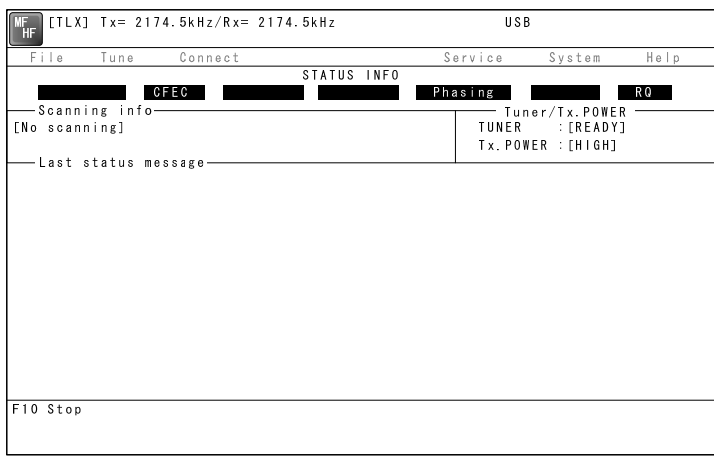 MF
HF
[TLX] Tx= 2174.5kHz/Rx= 2174.5kHz USB
File Tune Connect Service System Help
STATUS INFO
CFEC Phasing RQ
Scanning info Tuner/Tx.POWER
[No scanning] TUNER :[READY]
Tx.POWER :[HIGH]
Last status message
F10 Stop